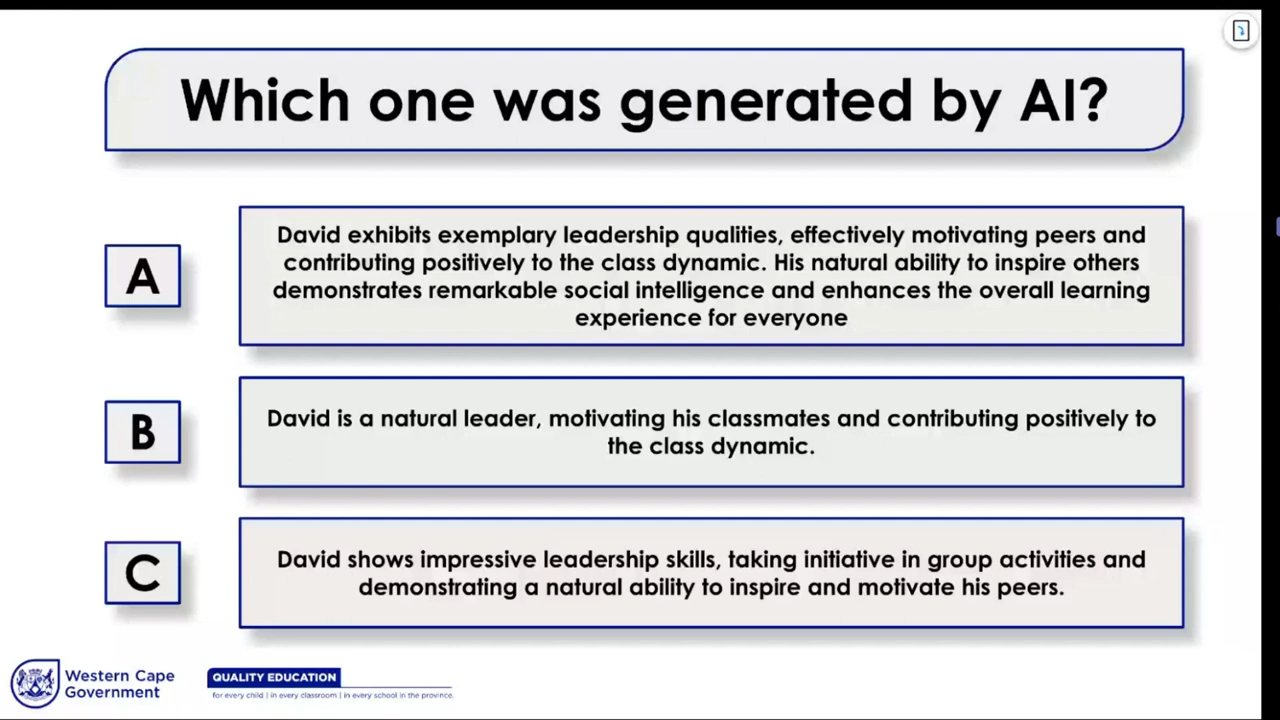 Which one was generated by AI?
A
David exhibits exemplary leadership qualities, effectively motivating peers and
contributing positively to the class dynamic. His natural ability to inspire others
demonstrates remarkable social intelligence and enhances the overall learning
experience for everyone
B
David is a natural leader, motivating his classmates and contributing positively to
the class dynamic.
C
David shows impressive leadership skills, taking initiative in group activities and
demonstrating a natural ability to inspire and motivate his peers.
Western Cape
Government
QUALITY EDUCATION
for every child | in every classroom | in every school in the province.